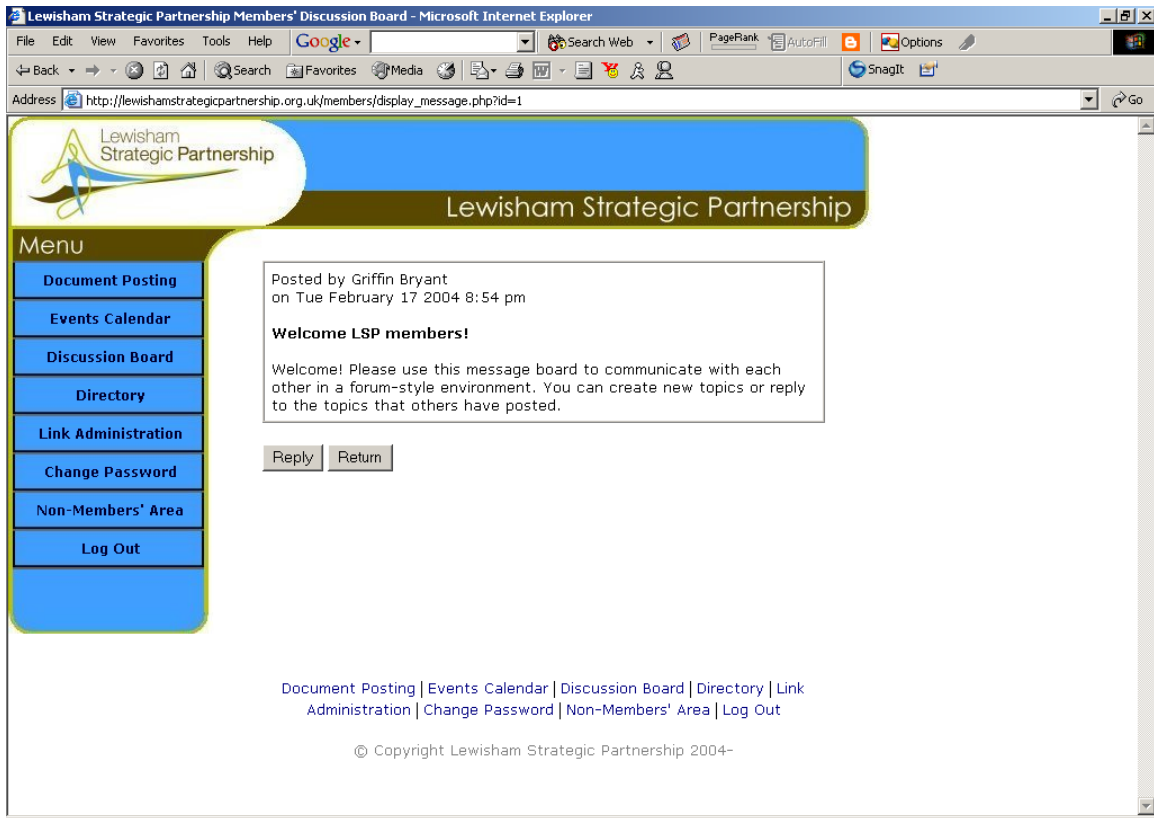 Lewisham Strategic Partnership Members' Discussion Board - Microsoft Internet Explorer
File Edit View Favorites Tools Help Google Search Web PageRank AutoFill Options
Back Search Favorites Media SnagIt
Address http://lewishamstrategicpartnership.org.uk/members/display_message.php?id=1 Go
Lewisham
Strategic Partnership
Lewisham Strategic Partnership
Menu
Document Posting
Events Calendar
Discussion Board
Directory
Link Administration
Change Password
Non-Members' Area
Log Out
Posted by Griffin Bryant
on Tue February 17 2004 8:54 pm
Welcome LSP members!
Welcome! Please use this message board to communicate with each
other in a forum-style environment. You can create new topics or reply
to the topics that others have posted.
Reply Return
Document Posting | Events Calendar | Discussion Board | Directory | Link
Administration | Change Password | Non-Members' Area | Log Out
© Copyright Lewisham Strategic Partnership 2004-